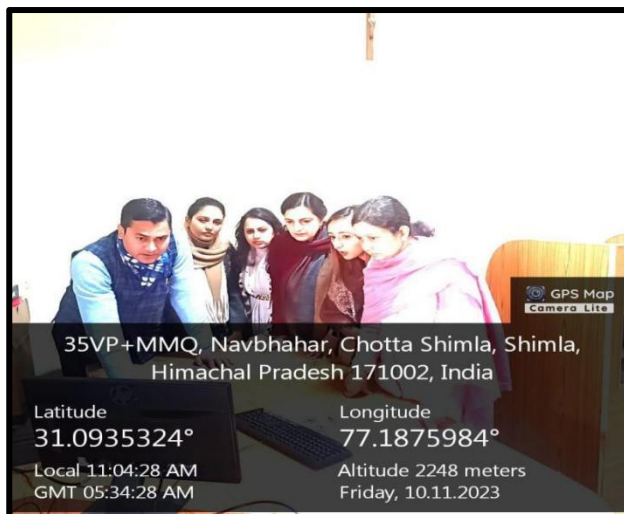 GPS Map
Camera Lite
35VP+MMQ, Navbhahar, Chotta Shimla, Shimla,
Himachal Pradesh 171002, India
Latitude
31.0935324°
Longitude
77.1875984°
Local 11:04:28 AM
GMT 05:34:28 AM
Altitude 2248 meters
Friday, 10.11.2023